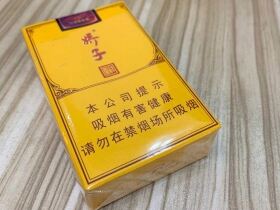 娇子
本公司提示
吸烟有害健康
请勿在禁烟场所吸烟